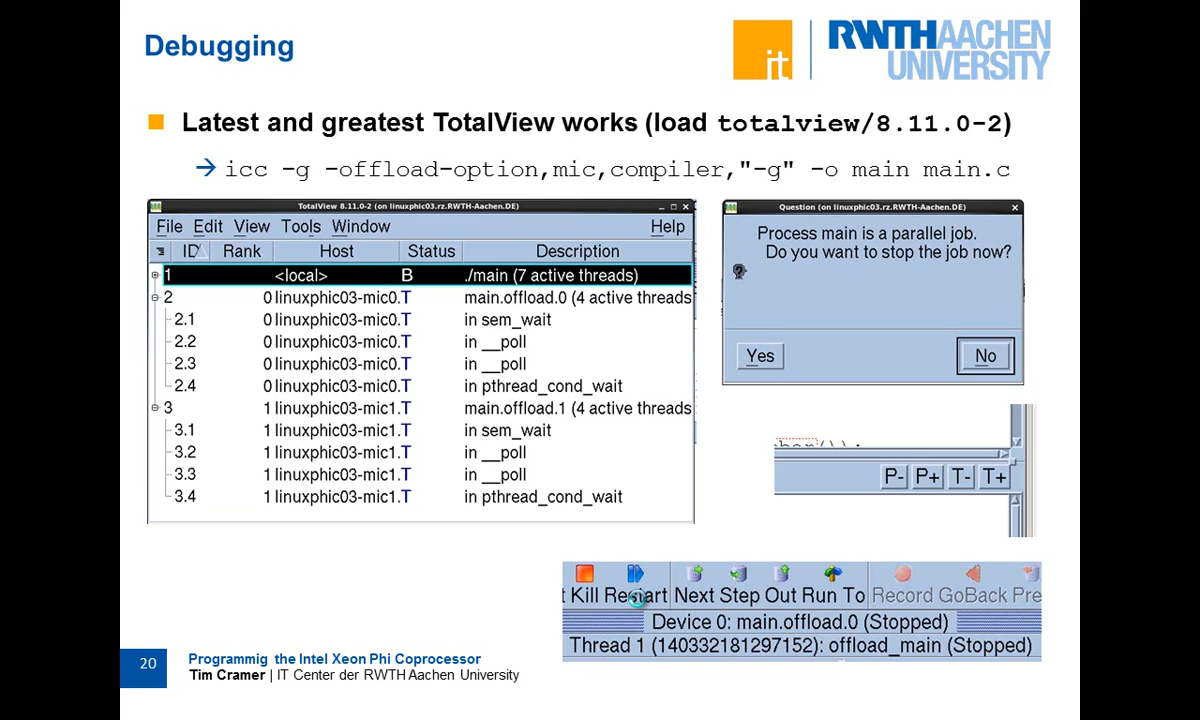 Debugging
it
RWTHAACHEN
UNIVERSITY
Latest and greatest TotalView works (load totalview/8.11.0-2)
icc -g -offload-option,mic,compiler,"-g" -o main main.c
TotalView 8.11.0-2 (on linuxphic03.rz.RWTH-Aachen.DE)
File Edit View Tools Window Help
ID Rank Host Status Description
1 <local> B ./main (7 active threads)
2 0 linuxphic03-mic0. T main.offload.0 (4 active threads
2.1 0 linuxphic03-mic0. T in sem_wait
2.2 0 linuxphic03-mic0. T in __poll
2.3 0 linuxphic03-mic0. T in __poll
2.4 0 linuxphic03-mic0. T in pthread_cond_wait
3 1 linuxphic03-mic1. T main.offload.1 (4 active threads
3.1 1 linuxphic03-mic1. T in sem_wait
3.2 1 linuxphic03-mic1. T in __poll
3.3 1 linuxphic03-mic1. T in __poll
3.4 1 linuxphic03-mic1. T in pthread_cond_wait
Question (on linuxphic03.rz.RWTH-Aachen.DE)
Process main is a parallel job.
Do you want to stop the job now?
Yes No
P- P+ T- T+
t Kill Restart Next Step Out Run To Record GoBack Pre
Device 0: main.offload.0 (Stopped)
Thread 1 (140332181297152): offload_main (Stopped)
20
Programmig the Intel Xeon Phi Coprocessor
Tim Cramer | IT Center der RWTH Aachen University